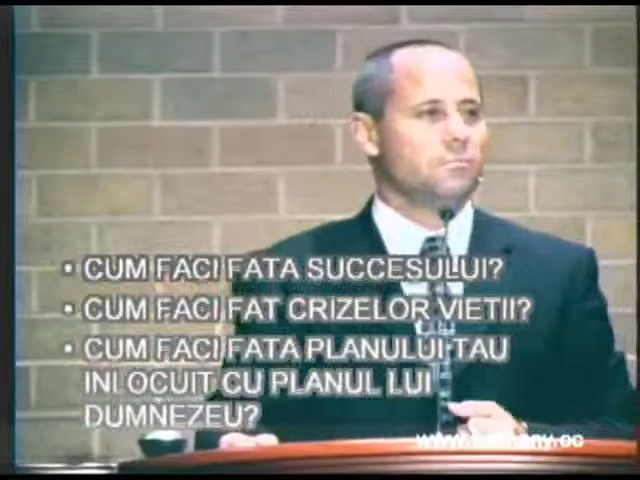 • CUM FACI FATA SUCCESULUI?
• CUM FACI FAT CRIZELOR VIETII?
• CUM FACI FATA PLANULUI TAU
INLOCUIT CU PLANUL LUI
DUMNEZEU?